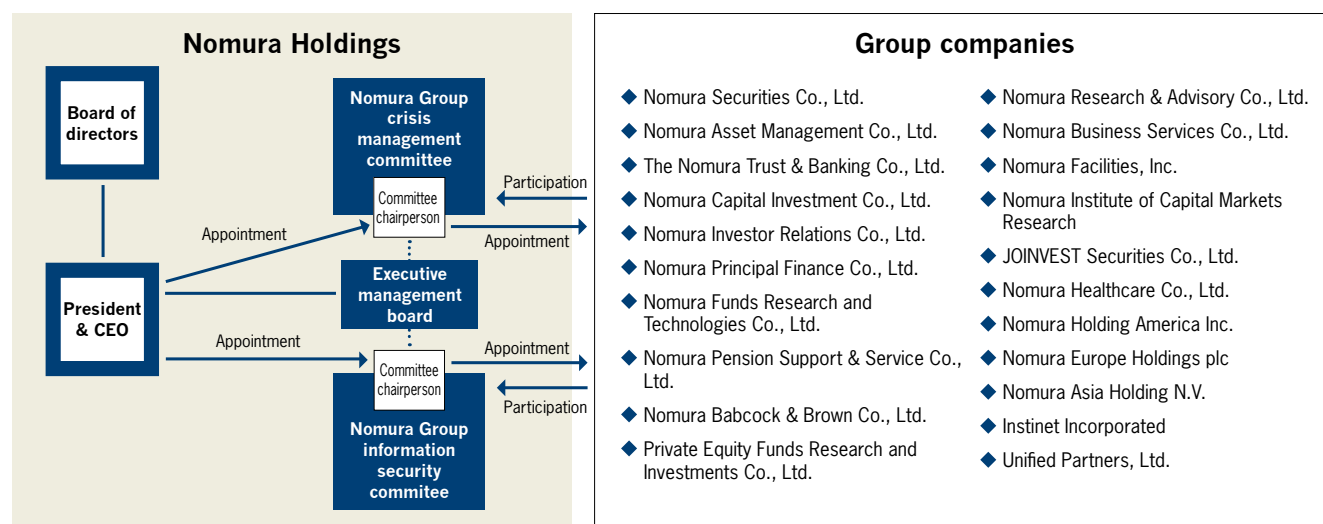 Nomura Holdings
Board of
directors
President
& CEO
Nomura Group
crisis
management
committee
Committee
chairperson
Appointment
Participation
Appointment
Executive
management
board
Appointment
Committee
chairperson
Appointment
Participation
Nomura Group
information
security
commitee
Group companies
Nomura Securities Co., Ltd.
Nomura Asset Management Co., Ltd.
The Nomura Trust & Banking Co., Ltd.
Nomura Capital Investment Co., Ltd.
Nomura Investor Relations Co., Ltd.
Nomura Principal Finance Co., Ltd.
Nomura Funds Research and
Technologies Co., Ltd.
Nomura Pension Support & Service Co.,
Ltd.
Nomura Babcock & Brown Co., Ltd.
Private Equity Funds Research and
Investments Co., Ltd.
Nomura Research & Advisory Co., Ltd.
Nomura Business Services Co., Ltd.
Nomura Facilities, Inc.
Nomura Institute of Capital Markets
Research
JOINVEST Securities Co., Ltd.
Nomura Healthcare Co., Ltd.
Nomura Holding America Inc.
Nomura Europe Holdings plc
Nomura Asia Holding N.V.
Instinet Incorporated
Unified Partners, Ltd.